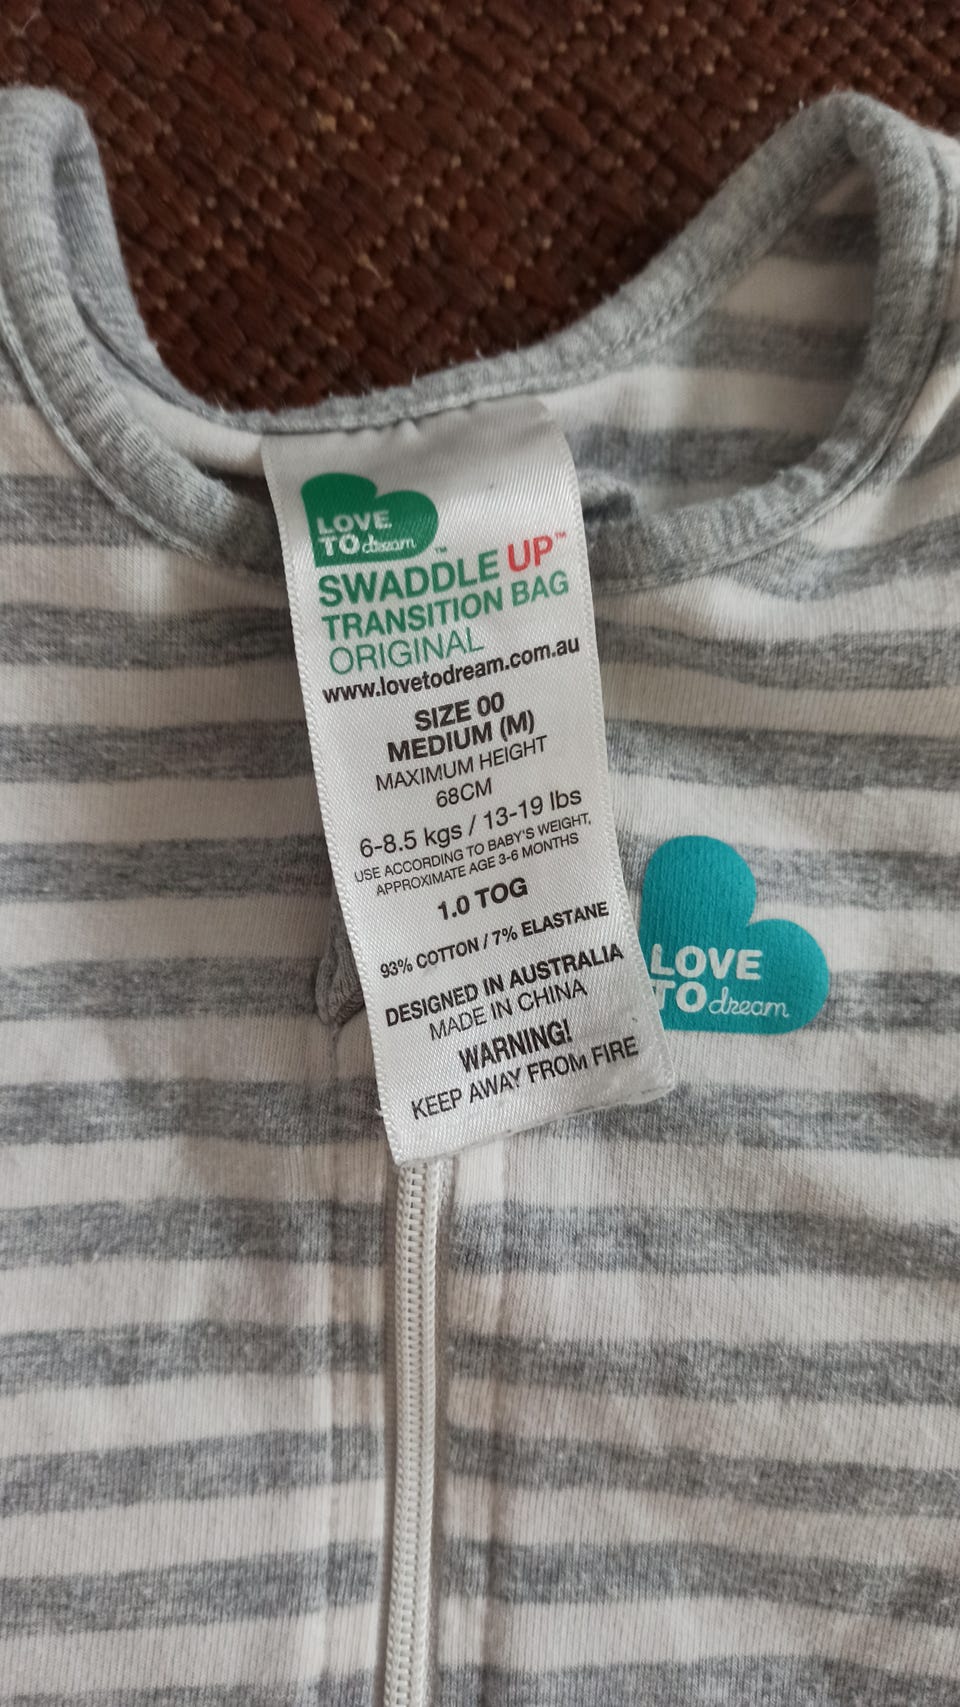 LOVE
TO dream™
SWADDLE UP™
TRANSITION BAG
ORIGINAL
www.lovetodream.com.au
SIZE 00
MEDIUM (M)
MAXIMUM HEIGHT
68CM
6-8.5 kgs / 13-19 lbs
USE ACCORDING TO BABY'S WEIGHT,
APPROXIMATE AGE 3-6 MONTHS
1.0 TOG
93% COTTON / 7% ELASTANE
DESIGNED IN AUSTRALIA
MADE IN CHINA
WARNING!
KEEP AWAY FROM FIRE
LOVE
TO dream